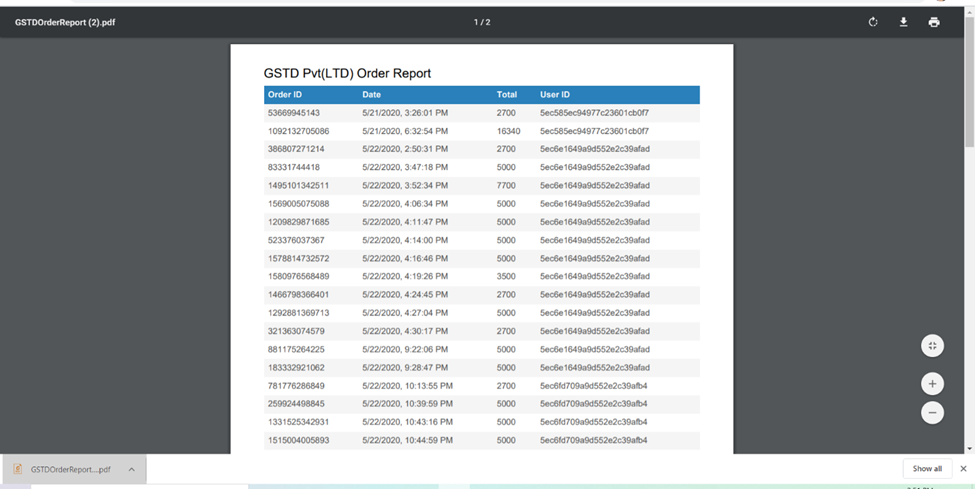 GSTDOrderReport (2).pdf 1 / 2
GSTD Pvt(LTD) Order Report
Order ID Date Total User ID
53669945143 5/21/2020, 3:26:01 PM 2700 5ec585ec94977c23601cb0f7
1092132705086 5/21/2020, 6:32:54 PM 16340 5ec585ec94977c23601cb0f7
386807271214 5/22/2020, 2:50:31 PM 2700 5ec6e1649a9d552e2c39afad
83331744418 5/22/2020, 3:47:18 PM 5000 5ec6e1649a9d552e2c39afad
1495101342511 5/22/2020, 3:52:34 PM 7700 5ec6e1649a9d552e2c39afad
1569005075088 5/22/2020, 4:06:34 PM 5000 5ec6e1649a9d552e2c39afad
1209829871685 5/22/2020, 4:11:47 PM 5000 5ec6e1649a9d552e2c39afad
523376037367 5/22/2020, 4:14:00 PM 5000 5ec6e1649a9d552e2c39afad
1578814732572 5/22/2020, 4:16:46 PM 5000 5ec6e1649a9d552e2c39afad
1580976568489 5/22/2020, 4:19:26 PM 3500 5ec6e1649a9d552e2c39afad
1466798366401 5/22/2020, 4:24:45 PM 2700 5ec6e1649a9d552e2c39afad
1292881369713 5/22/2020, 4:27:04 PM 5000 5ec6e1649a9d552e2c39afad
321363074579 5/22/2020, 4:30:17 PM 2700 5ec6e1649a9d552e2c39afad
881175264225 5/22/2020, 9:22:06 PM 5000 5ec6e1649a9d552e2c39afad
183332921062 5/22/2020, 9:28:47 PM 5000 5ec6e1649a9d552e2c39afad
781776286849 5/22/2020, 10:13:55 PM 2700 5ec6fd709a9d552e2c39afb4
259924498845 5/22/2020, 10:39:59 PM 5000 5ec6fd709a9d552e2c39afb4
1331525342931 5/22/2020, 10:43:16 PM 5000 5ec6fd709a9d552e2c39afb4
1515004005893 5/22/2020, 10:44:59 PM 5000 5ec6fd709a9d552e2c39afb4
GSTDOrderReport....pdf Show all